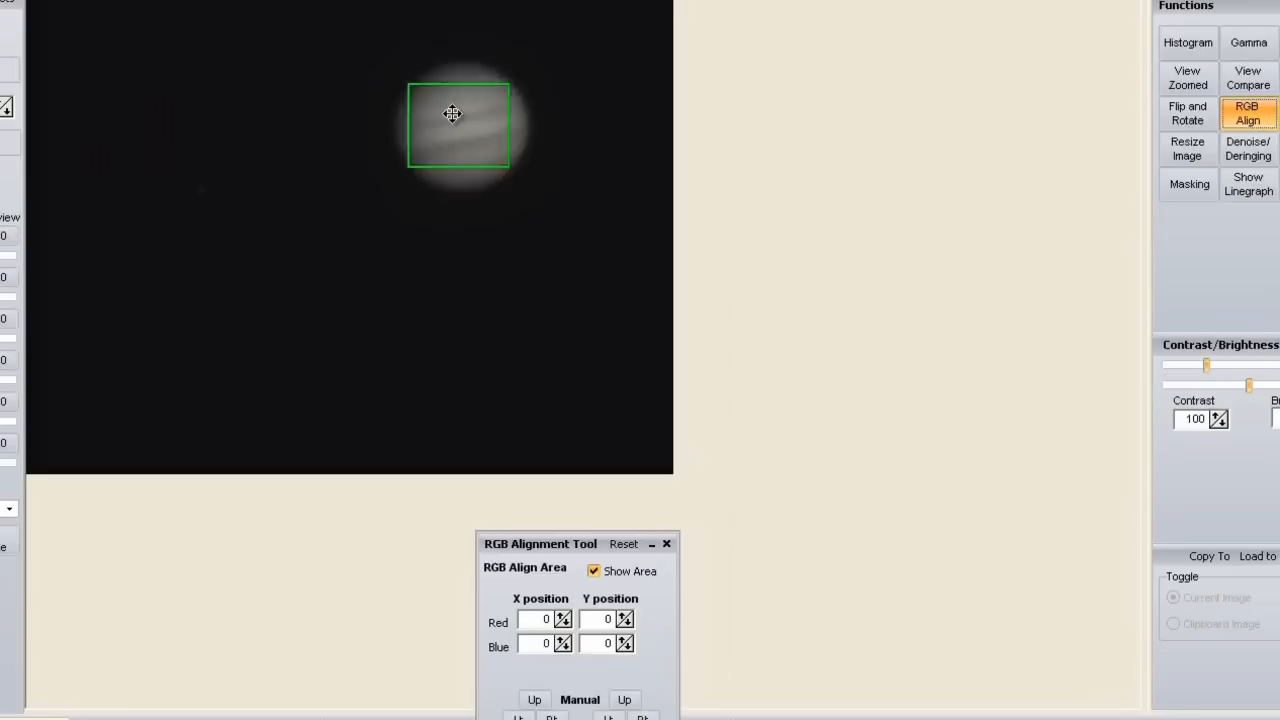 Functions
Histogram
Gamma
View Zoomed
View Compare
Flip and Rotate
RGB Align
Resize Image
Denoise/ Deringing
Masking
Show Linegraph
view
0
0
0
0
0
0
e
Contrast/Brightness
Contrast
100
Copy To Load to
Toggle
Current Image
Clipboard Image
RGB Alignment Tool Reset
RGB Align Area Show Area
X position Y position
Red 0 0
Blue 0 0
Up Manual Up